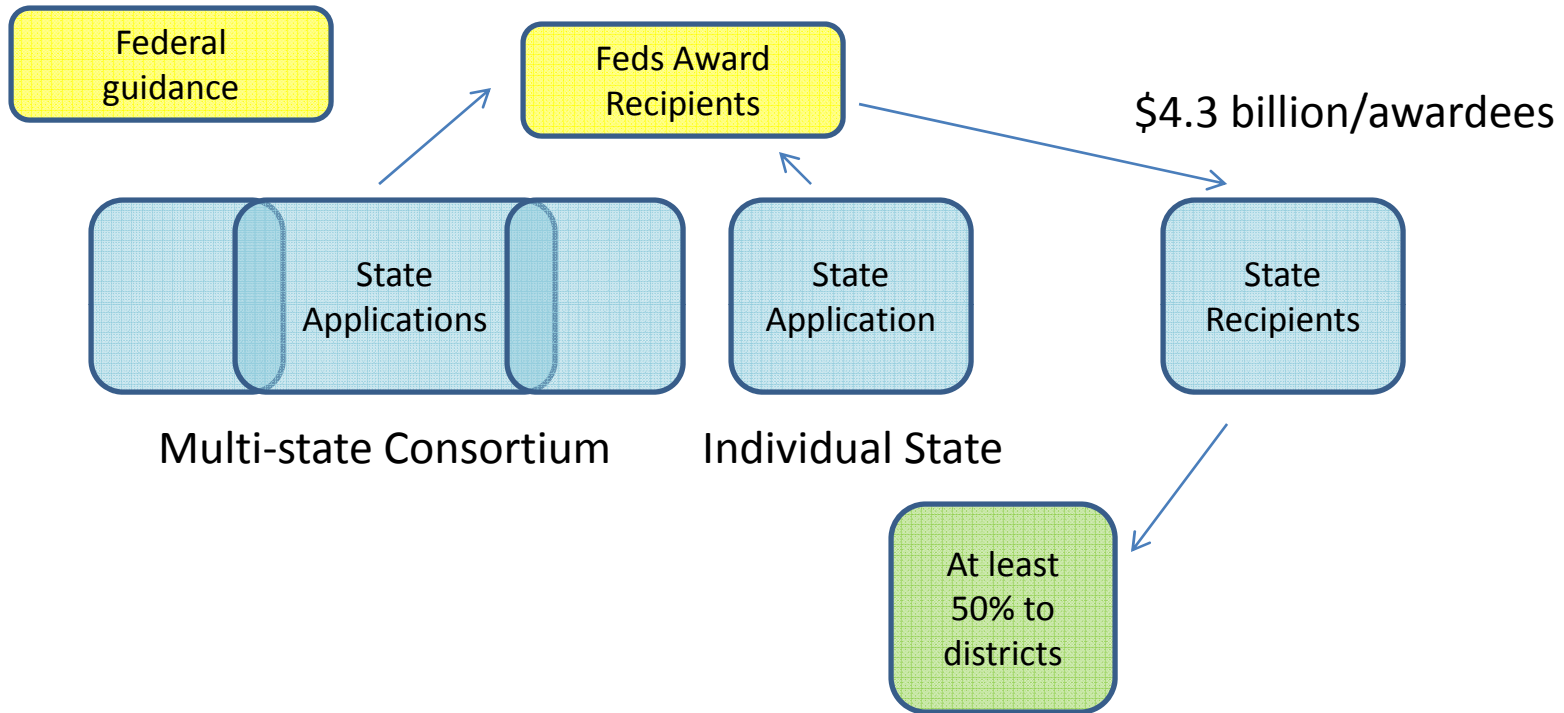 Federal
guidance
Feds Award
Recipients
$4.3 billion/awardees
State
Applications
State
Application
State
Recipients
Multi-state Consortium
Individual State
At least
50% to
districts